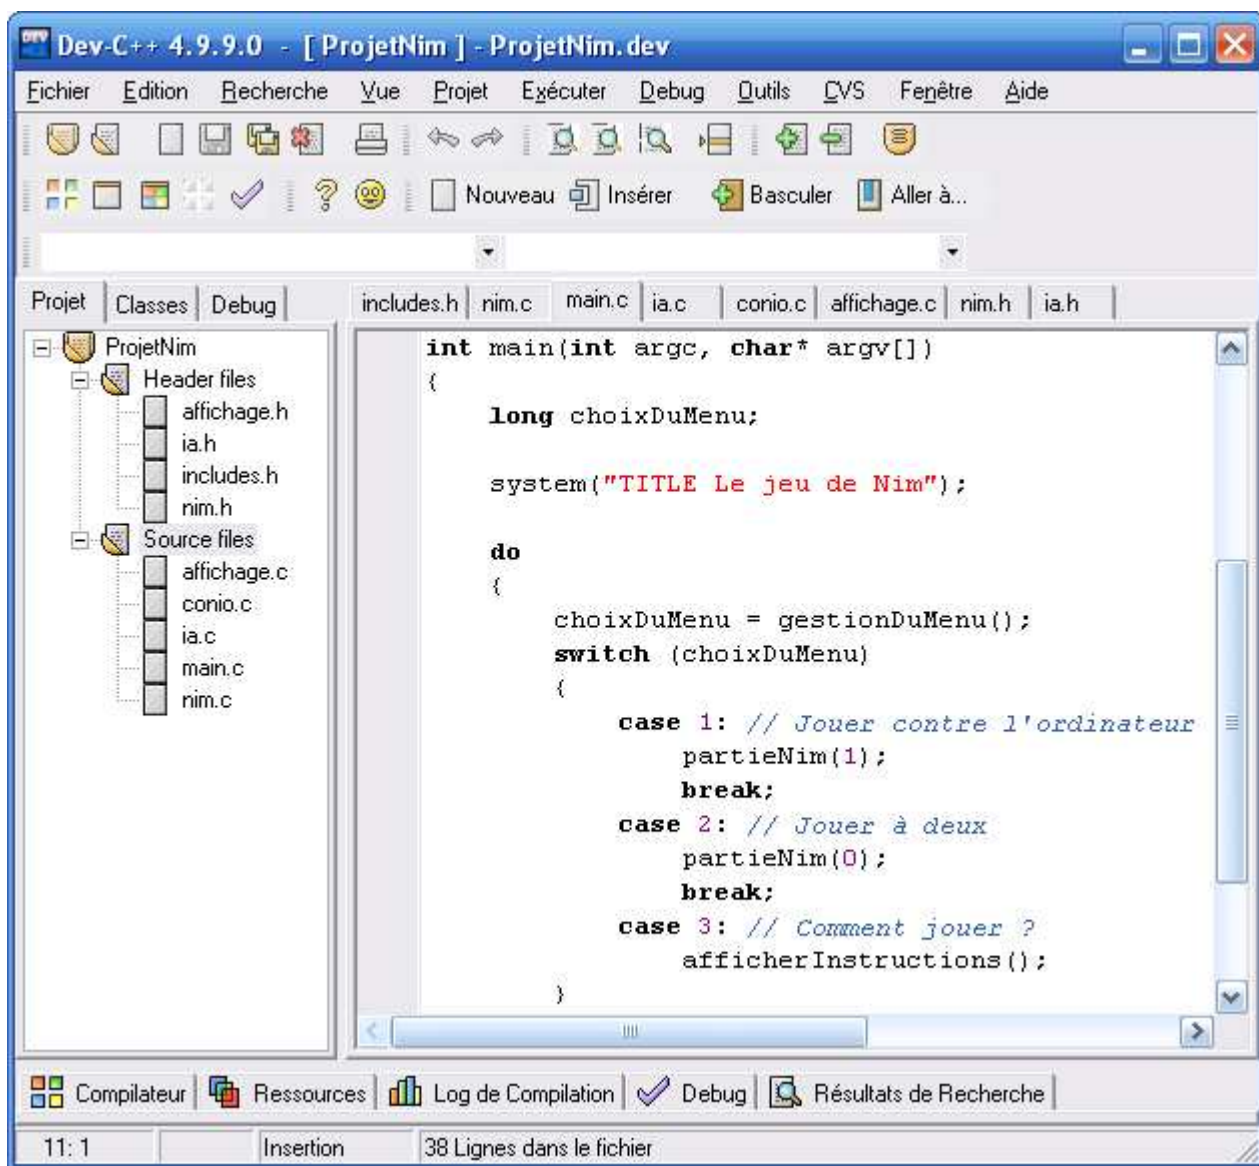 Dev-C++ 4.9.9.0 - [ ProjetNim ] - ProjetNim.dev
Fichier Edition Recherche Vue Projet Exécuter Debug Outils CVS Fenêtre Aide
Nouveau Insérer Basculer Aller à...
Projet Classes Debug
includes.h nim.c main.c ia.c conio.c affichage.c nim.h ia.h
ProjetNim
Header files
affichage.h
ia.h
includes.h
nim.h
Source files
affichage.c
conio.c
ia.c
main.c
nim.c
int main(int argc, char* argv[])
{
long choixDuMenu;
system("TITLE Le jeu de Nim");
do
{
choixDuMenu = gestionDuMenu();
switch (choixDuMenu)
{
case 1: // Jouer contre l'ordinateur
partieNim(1);
break;
case 2: // Jouer à deux
partieNim(0);
break;
case 3: // Comment jouer ?
afficherInstructions();
}
Compilateur Ressources Log de Compilation Debug Résultats de Recherche
11: 1 Insertion 38 Lignes dans le fichier